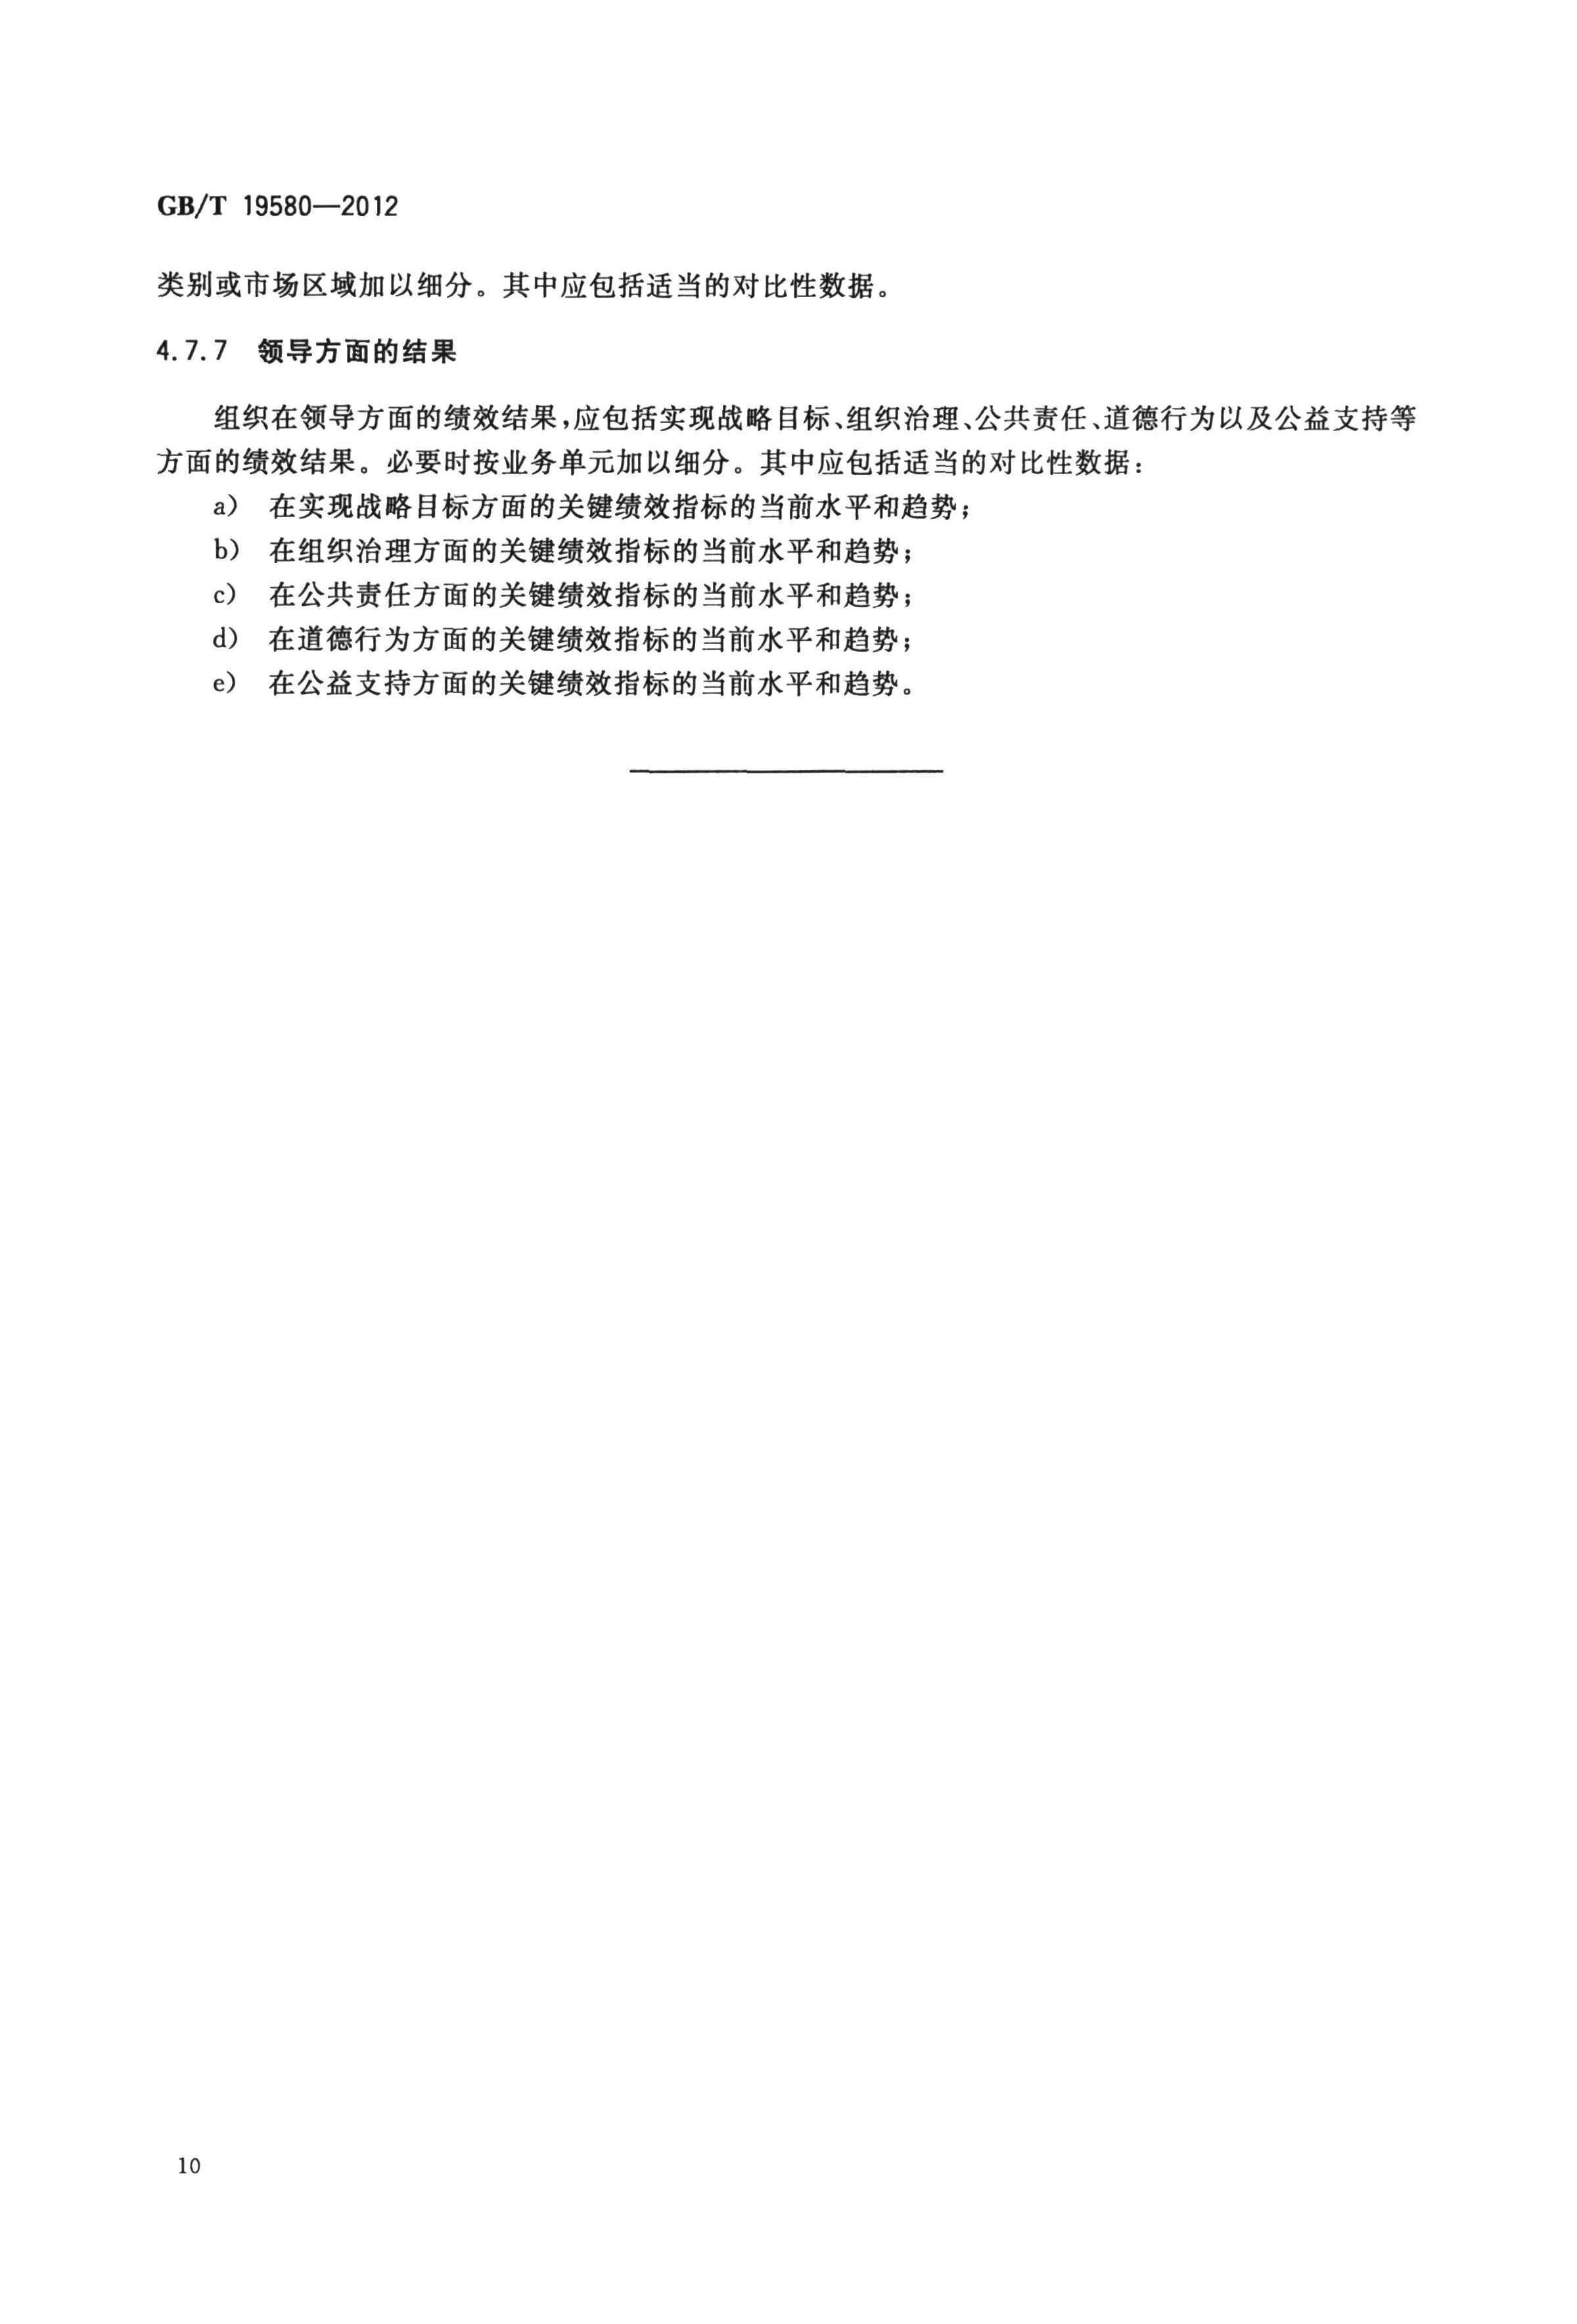 GB/T 19580—2012
类别或市场区域加以细分。其中应包括适当的对比性数据。
4.7.7 领导方面的结果
组织在领导方面的绩效结果,应包括实现战略目标、组织治理、公共责任、道德行为以及公益支持等
方面的绩效结果。必要时按业务单元加以细分。其中应包括适当的对比性数据:
a) 在实现战略目标方面的关键绩效指标的当前水平和趋势;
b) 在组织治理方面的关键绩效指标的当前水平和趋势;
c) 在公共责任方面的关键绩效指标的当前水平和趋势;
d) 在道德行为方面的关键绩效指标的当前水平和趋势;
e) 在公益支持方面的关键绩效指标的当前水平和趋势。
10